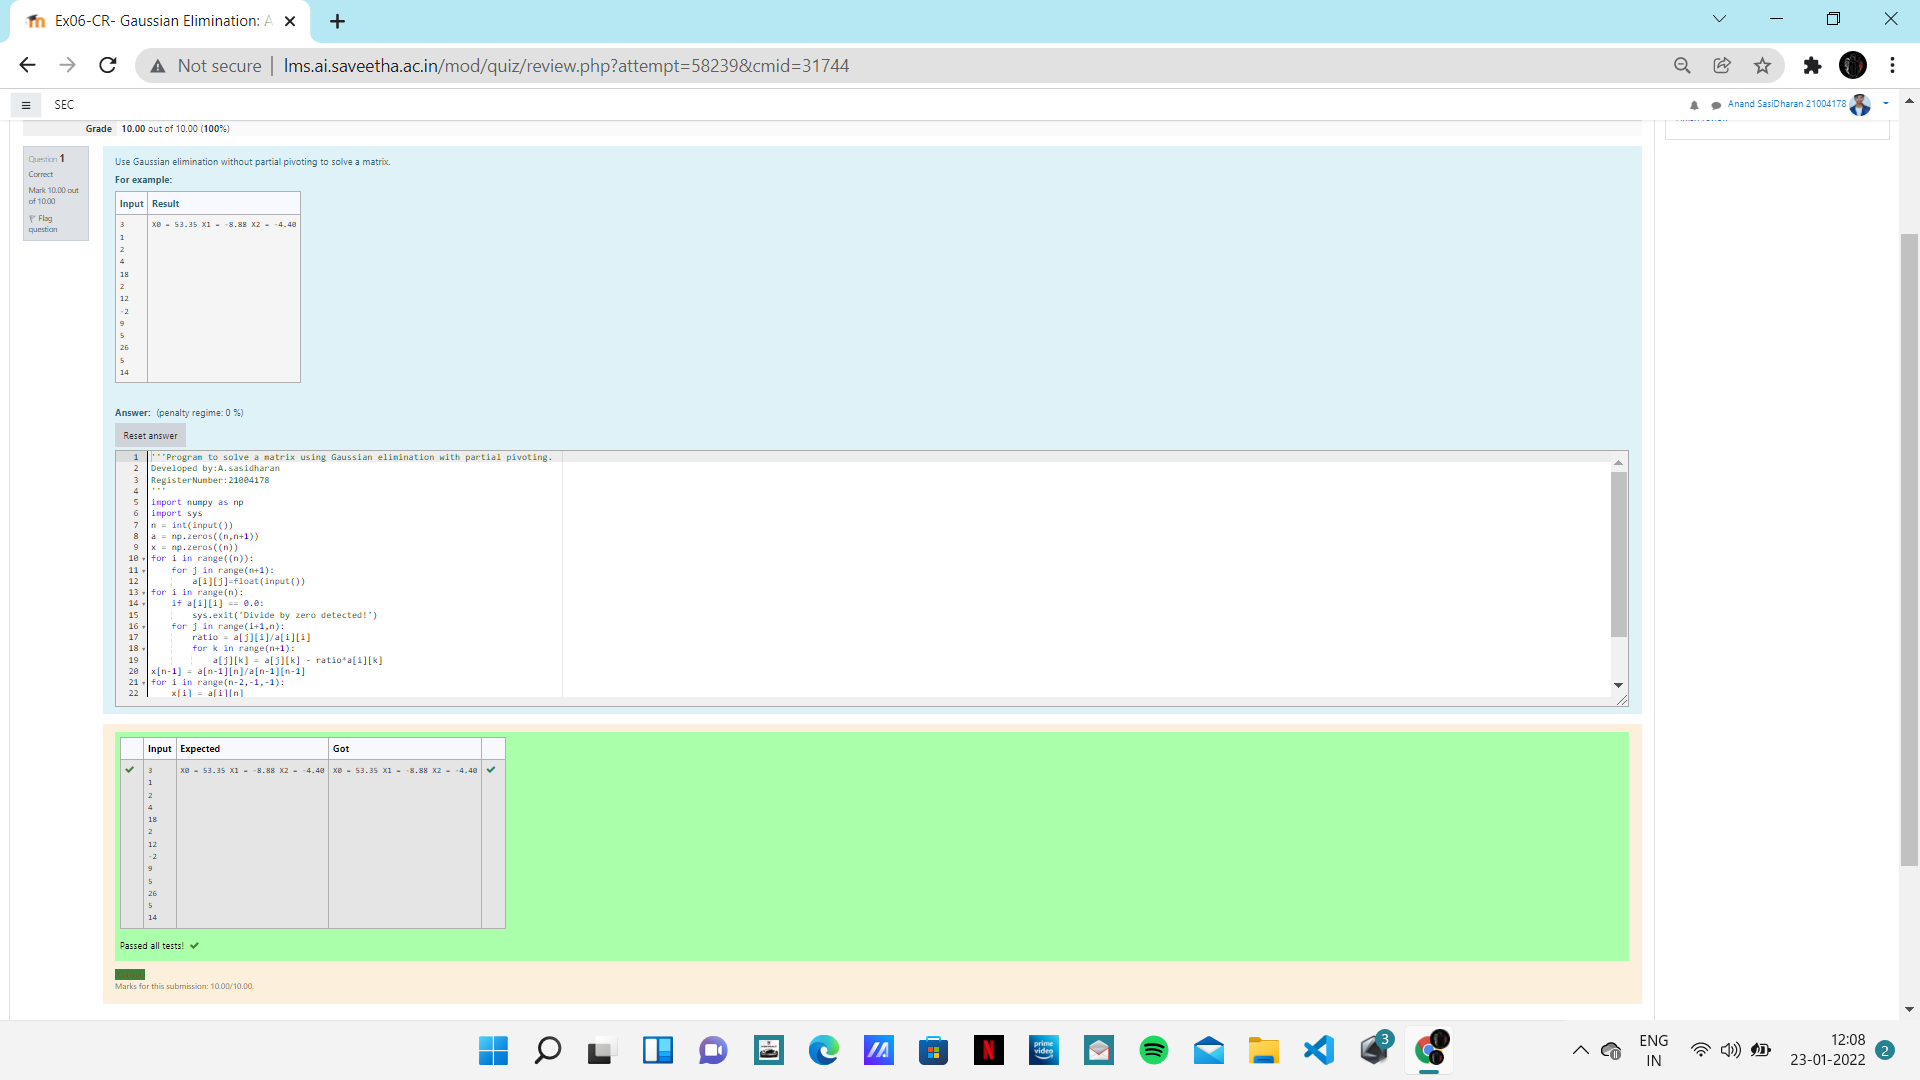 Ex06-CR- Gaussian Elimination: A
Not secure | lms.ai.saveetha.ac.in/mod/quiz/review.php?attempt=58239&cmid=31744
SEC
Anand SasiDharan 21004178
Grade 10.00 out of 10.00 (100%)
Question 1
Correct
Mark 10.00 out of 10.00
Flag question
Use Gaussian elimination without partial pivoting to solve a matrix.
For example:
Input Result
3 X0 = 53.35 X1 = -8.88 X2 = -4.40
1
2
4
18
2
12
-2
9
5
26
5
14
Answer: (penalty regime: 0 %)
Reset answer
1 '''Program to solve a matrix using Gaussian elimination with partial pivoting.
2 Developed by:A.sasidharan
3 RegisterNumber:21004178
4 '''
5 import numpy as np
6 import sys
7 n = int(input())
8 a = np.zeros((n,n+1))
9 x = np.zeros((n))
10 for i in range((n)):
11 for j in range(n+1):
12 a[i][j]=float(input())
13 for i in range(n):
14 if a[i][i] == 0.0:
15 sys.exit('Divide by zero detected!')
16 for j in range(i+1,n):
17 ratio = a[j][i]/a[i][i]
18 for k in range(n+1):
19 a[j][k] = a[j][k] - ratio*a[i][k]
20 x[n-1] = a[n-1][n]/a[n-1][n-1]
21 for i in range(n-2,-1,-1):
22 x[i] = a[i][n]
Input Expected Got
3 X0 = 53.35 X1 = -8.88 X2 = -4.40 X0 = 53.35 X1 = -8.88 X2 = -4.40
1
2
4
18
2
12
-2
9
5
26
5
14
Passed all tests!
Marks for this submission: 10.00/10.00.
N
prime video
3
ENG
IN
12:08
23-01-2022
2